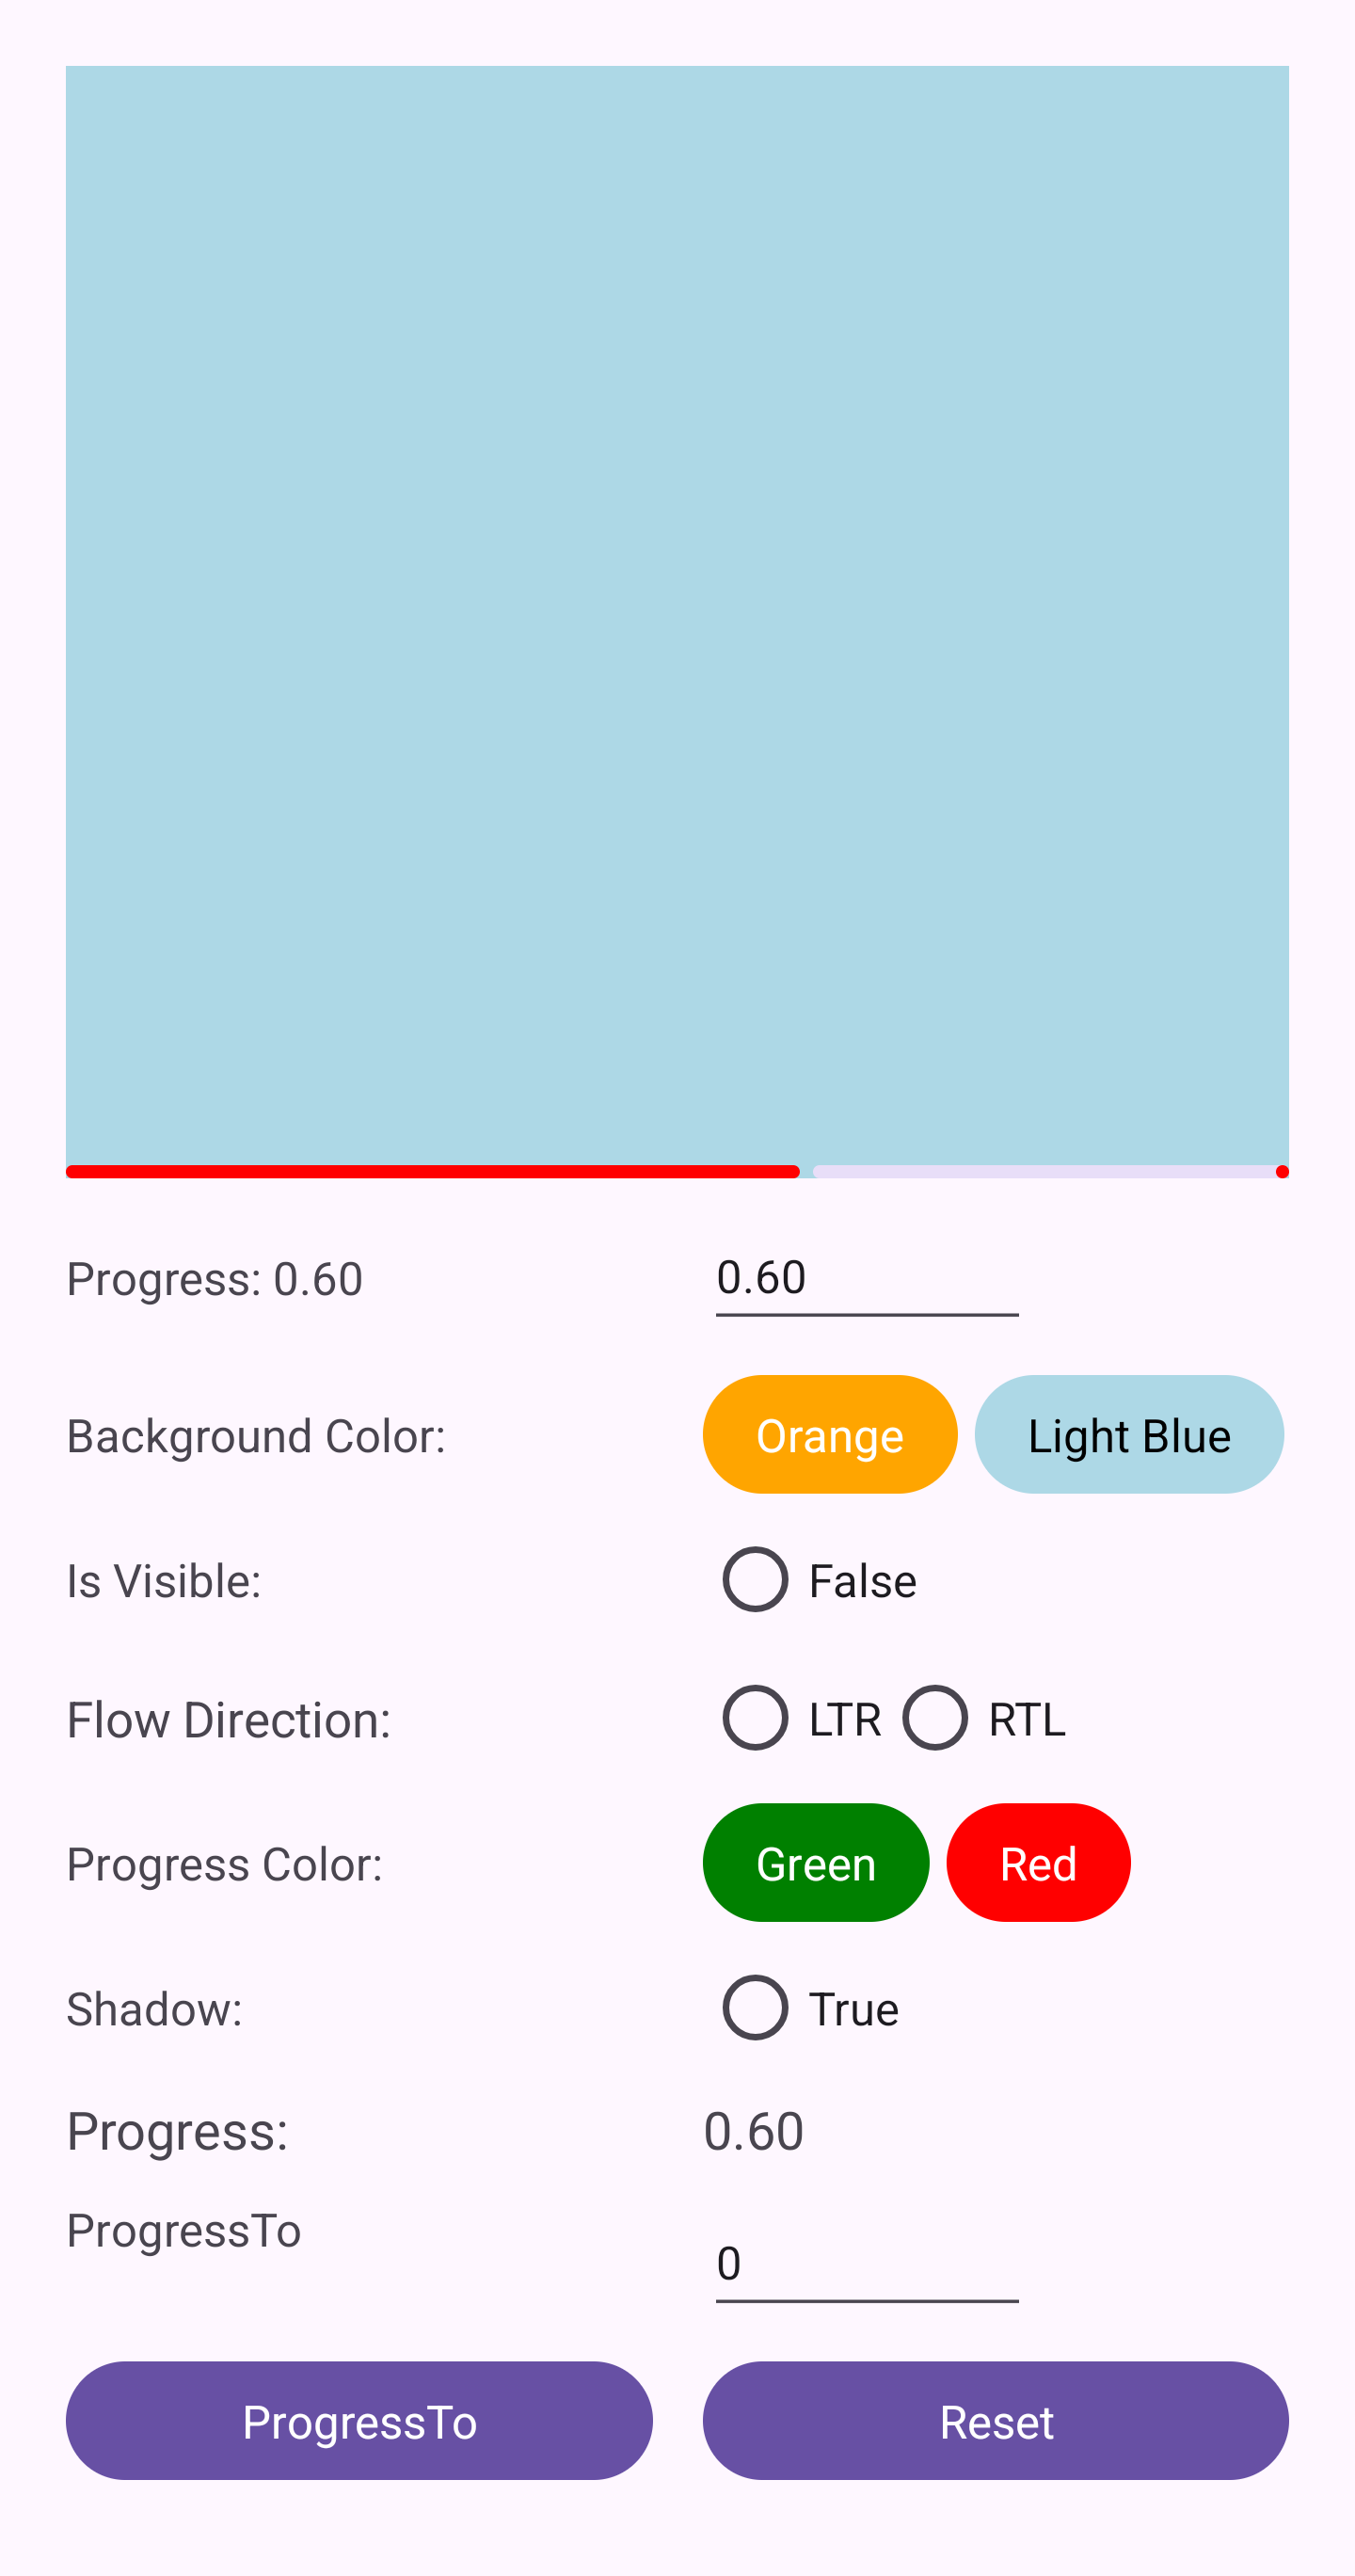 Progress: 0.60 0.60
Background Color: Orange Light Blue
Is Visible: False
Flow Direction: LTR RTL
Progress Color: Green Red
Shadow: True
Progress: 0.60
ProgressTo
0
ProgressTo Reset